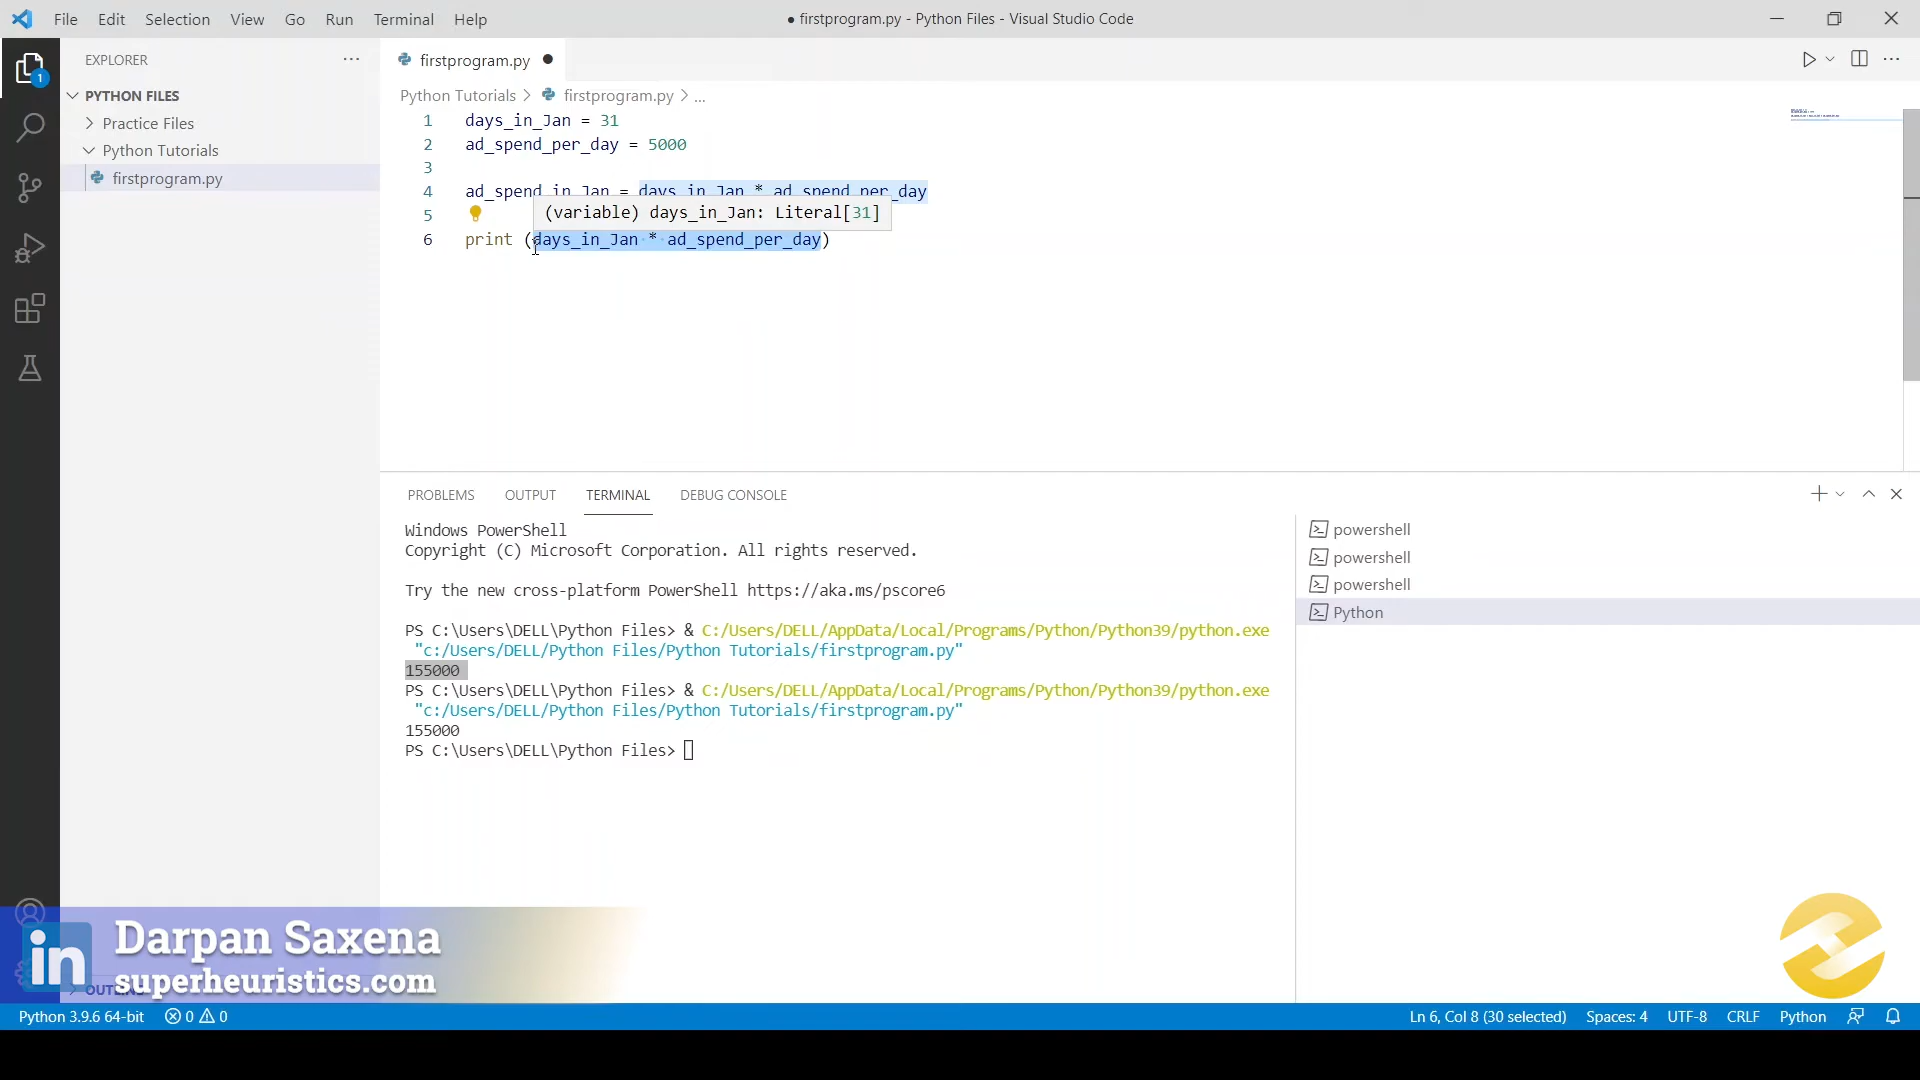 File Edit Selection View Go Run Terminal Help
● firstprogram.py - Python Files - Visual Studio Code
EXPLORER
firstprogram.py
1
PYTHON FILES
Python Tutorials > firstprogram.py > ...
Practice Files
Python Tutorials
firstprogram.py
1 days_in_Jan = 31
2 ad_spend_per_day = 5000
3
4 ad_spend_in_Jan = days_in_Jan * ad_spend_per_day
5
(variable) days_in_Jan: Literal[31]
6 print (days_in_Jan * ad_spend_per_day)
PROBLEMS OUTPUT TERMINAL DEBUG CONSOLE
Windows PowerShell
Copyright (C) Microsoft Corporation. All rights reserved.
Try the new cross-platform PowerShell https://aka.ms/pscore6
PS C:\Users\DELL\Python Files> & C:/Users/DELL/AppData/Local/Programs/Python/Python39/python.exe
"c:/Users/DELL/Python Files/Python Tutorials/firstprogram.py"
155000
PS C:\Users\DELL\Python Files> & C:/Users/DELL/AppData/Local/Programs/Python/Python39/python.exe
"c:/Users/DELL/Python Files/Python Tutorials/firstprogram.py"
155000
PS C:\Users\DELL\Python Files>
powershell
powershell
powershell
Python
in
Darpan Saxena
superheuristics.com
OUTLINE
Python 3.9.6 64-bit 0 0
Ln 6, Col 8 (30 selected) Spaces: 4 UTF-8 CRLF Python